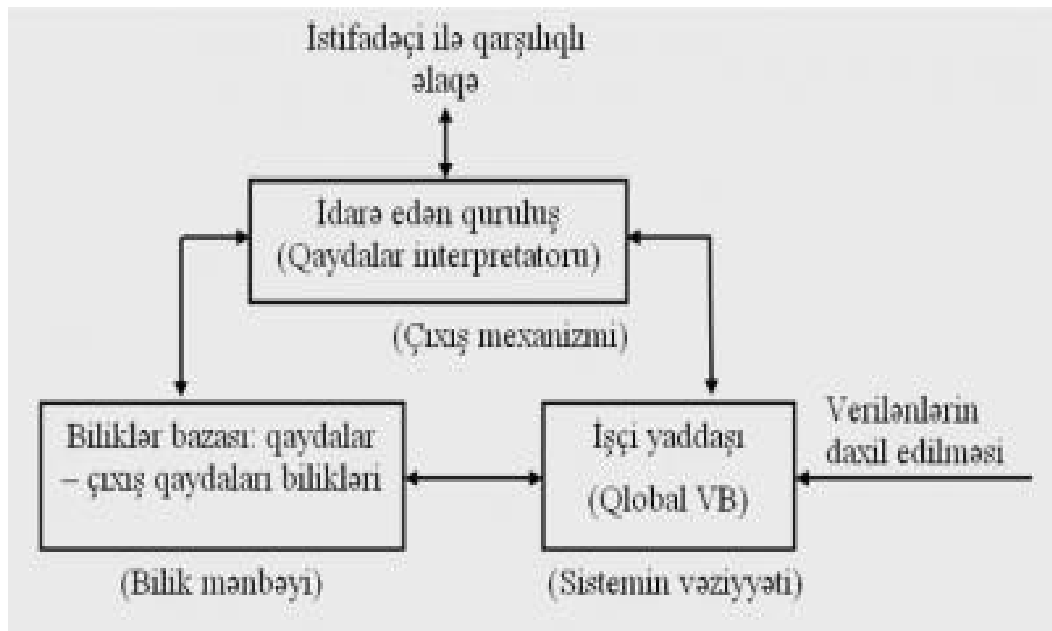 İstifadəçi ilə qarşılıqlı
əlaqə
İdarə edən quruluş
(Qaydalar interpretatoru)
(Çıxış mexanizmi)
Biliklər bazası: qaydalar
– çıxış qaydaları bilikləri
(Bilik mənbəyi)
İşçi yaddaşı
(Qlobal VB)
(Sistemin vəziyyəti)
Verilənlərin
daxil edilməsi